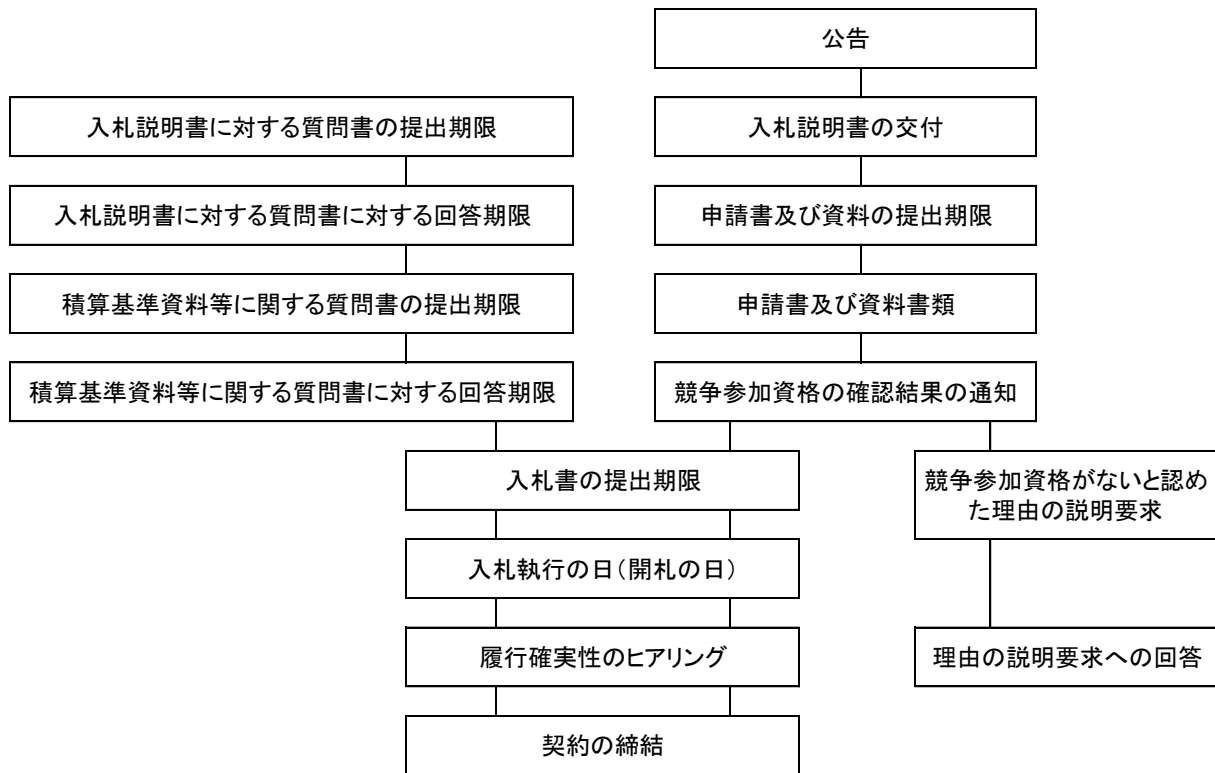 公告
入札説明書に対する質問書の提出期限
入札説明書の交付
入札説明書に対する質問書に対する回答期限
申請書及び資料の提出期限
積算基準資料等に関する質問書の提出期限
申請書及び資料書類
積算基準資料等に関する質問書に対する回答期限
競争参加資格の確認結果の通知
入札書の提出期限
競争参加資格がないと認め
た理由の説明要求
入札執行の日（開札の日）
履行確実性のヒアリング
理由の説明要求への回答
契約の締結